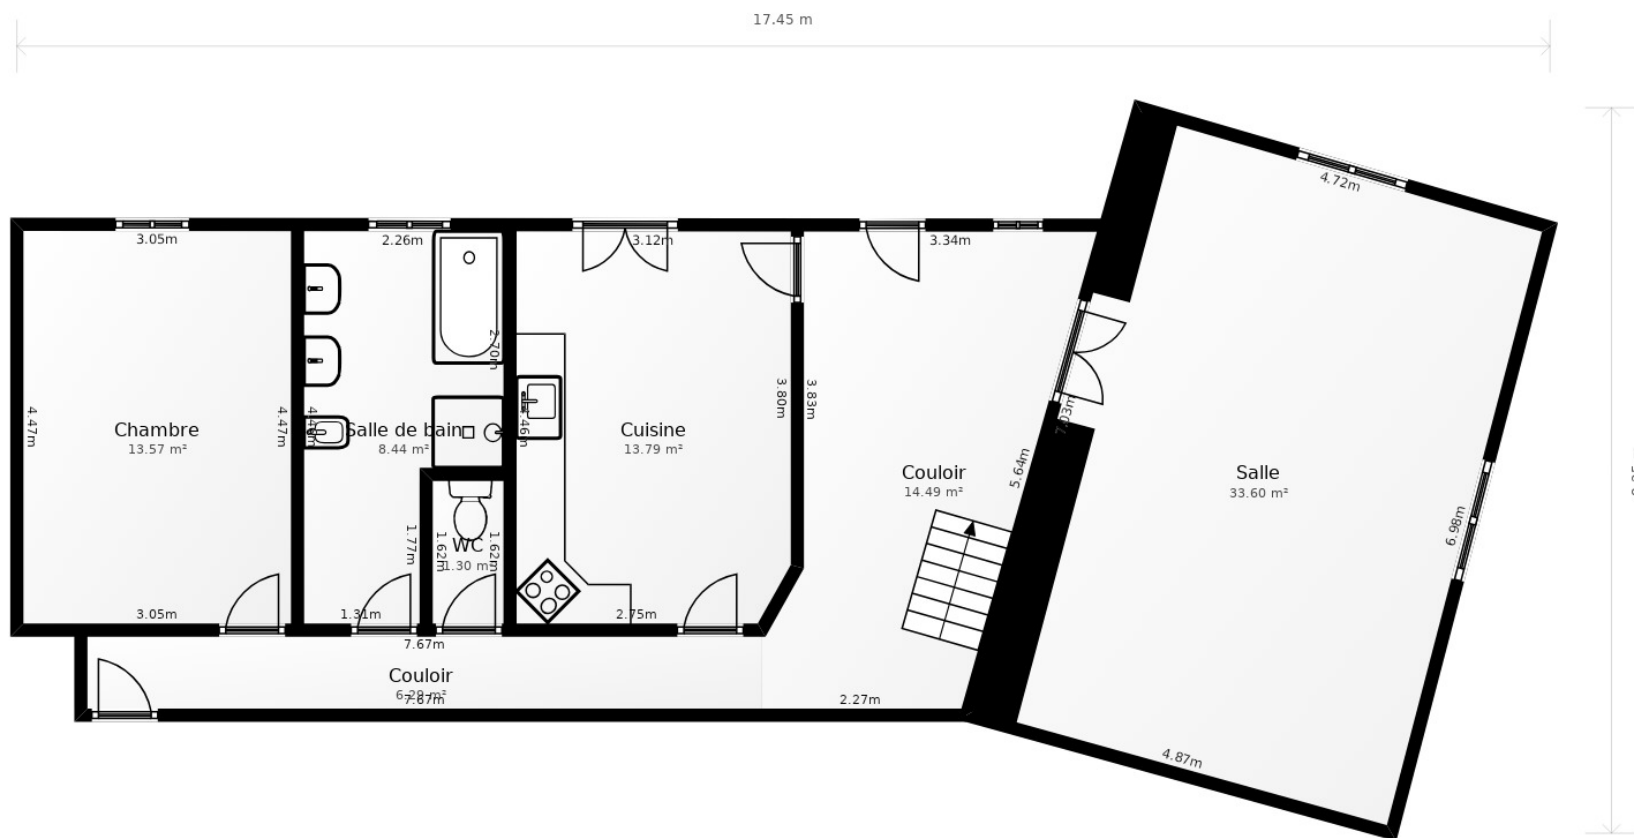 17.45 m
4.72m
3.05m
2.26m
3.12m
3.34m
2.70m
4.47m
4.47m
3.80m
3.83m
7.03m
Chambre
13.57 m²
Salle de bain
8.44 m²
Cuisine
13.79 m²
Couloir
14.49 m²
Salle
33.60 m²
5.64m
6.98m
1.77m
1.62m
WC
1.30 m²
1.62m
3.05m
1.31m
2.75m
7.67m
Couloir
7.67m
2.27m
4.87m